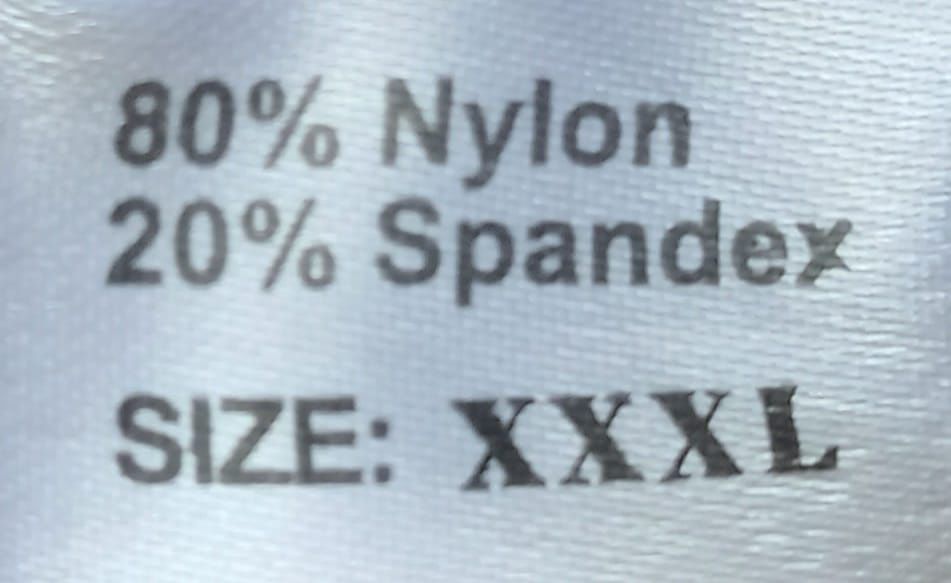 80% Nylon
20% Spandex
SIZE: XXXL